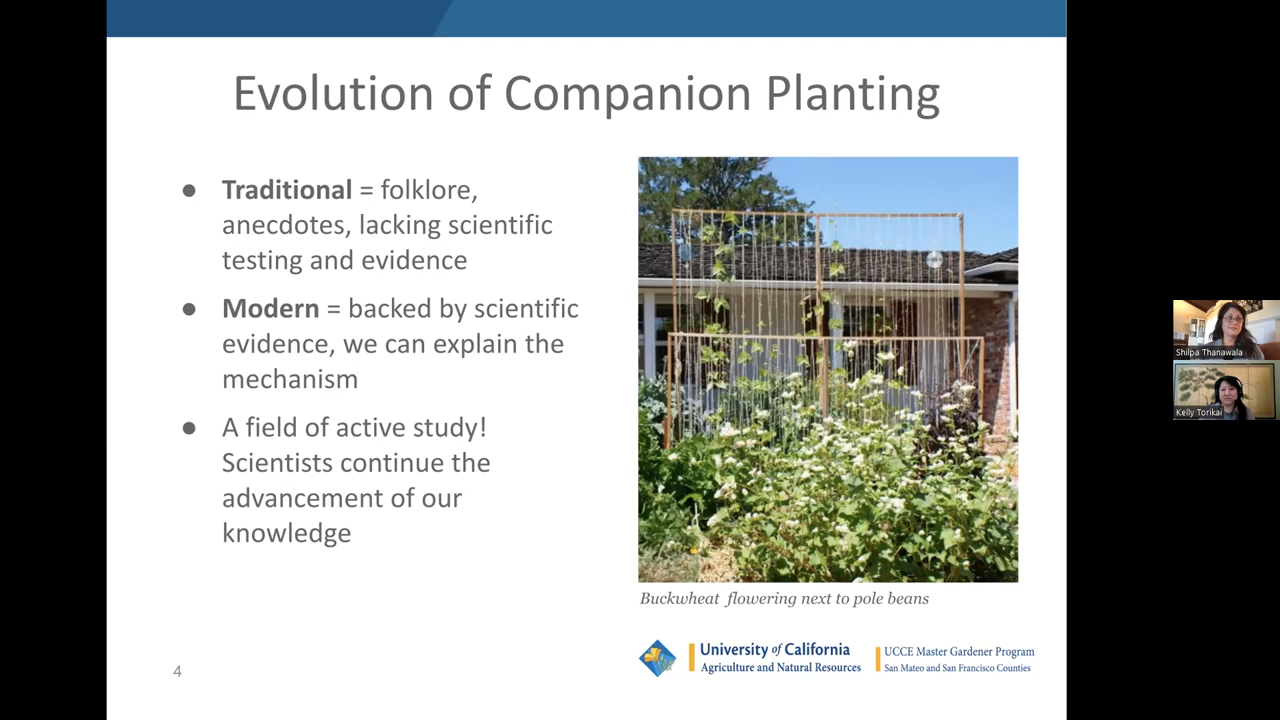 Evolution of Companion Planting
● Traditional = folklore,
anecdotes, lacking scientific
testing and evidence
● Modern = backed by scientific
evidence, we can explain the
mechanism
● A field of active study!
Scientists continue the
advancement of our
knowledge
Buckwheat flowering next to pole beans
University of California
Agriculture and Natural Resources
UCCE Master Gardener Program
San Mateo and San Francisco Counties
4
Shilpa Thanawala
Kelly Torikai